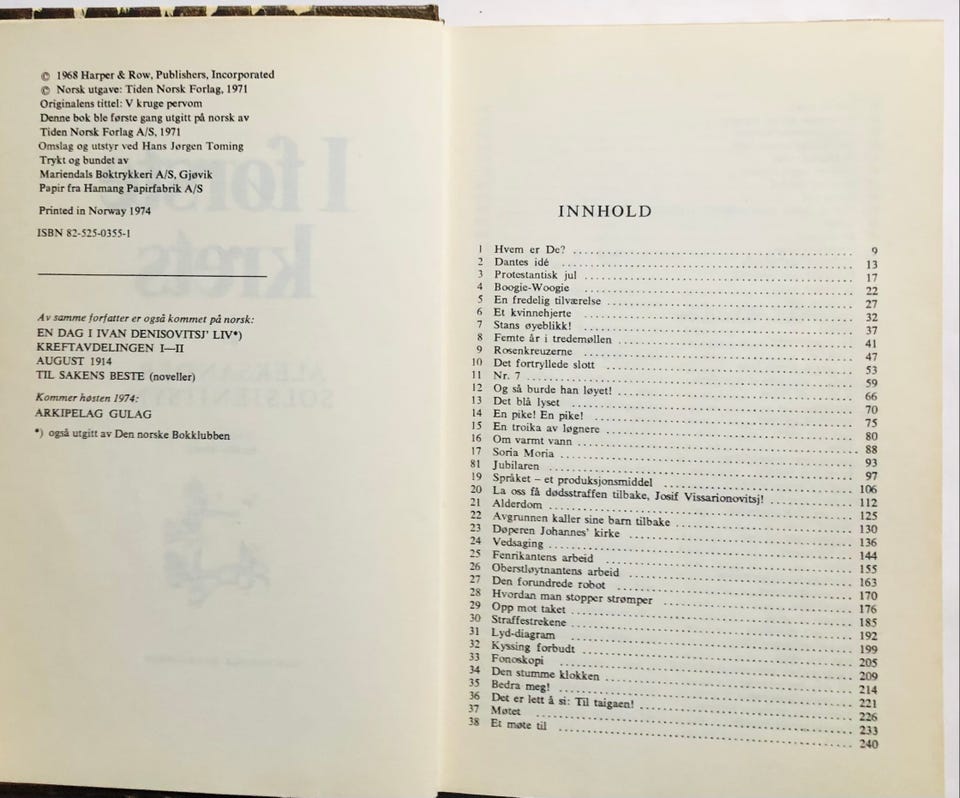 © 1968 Harper & Row, Publishers, Incorporated
© Norsk utgave: Tiden Norsk Forlag, 1971
Originalens tittel: V kruge pervom
Denne bok ble første gang utgitt på norsk av
Tiden Norsk Forlag A/S, 1971
Omslag og utstyr ved Hans Jørgen Toming
Trykt og bundet av
Mariendals Boktrykkeri A/S, Gjøvik
Papir fra Hamang Papirfabrik A/S
Printed in Norway 1974
ISBN 82-525-0355-1
Av samme forfatter er også kommet på norsk:
EN DAG I IVAN DENISOVITSJ' LIV*)
KREFTAVDELINGEN I—II
AUGUST 1914
TIL SAKENS BESTE (noveller)
Kommer høsten 1974:
ARKIPELAG GULAG
*) også utgitt av Den norske Bokklubben
INNHOLD
1 Hvem er De? 9
2 Dantes idé 13
3 Protestantisk jul 17
4 Boogie-Woogie 22
5 En fredelig tilværelse 27
6 Et kvinnehjerte 32
7 Stans øyeblikk! 37
8 Femte år i tredemøllen 41
9 Rosenkreuzerne 47
10 Det fortryllede slott 53
11 Nr. 7 59
12 Og så burde han løyet! 66
13 Det blå lyset 70
14 En pike! En pike! 75
15 En troika av løgnere 80
16 Om varmt vann 88
17 Soria Moria 93
81 Jubilaren 97
19 Språket – et produksjonsmiddel 106
20 La oss få dødsstraffen tilbake, Josif Vissarionovitsj! 112
21 Alderdom 125
22 Avgrunnen kaller sine barn tilbake 130
23 Døperen Johannes' kirke 136
24 Vedsaging 144
25 Fenrikantens arbeid 155
26 Oberstløytnantens arbeid 163
27 Den forundrede robot 170
28 Hvordan man stopper strømper 176
29 Opp mot taket 185
30 Straffestrekene 192
31 Lyd-diagram 199
32 Kyssing forbudt 205
33 Fonoskopi 209
34 Den stumme klokken 214
35 Bedra meg! 221
36 Det er lett å si: Til taigaen! 226
37 Møtet 233
38 Et møte til 240